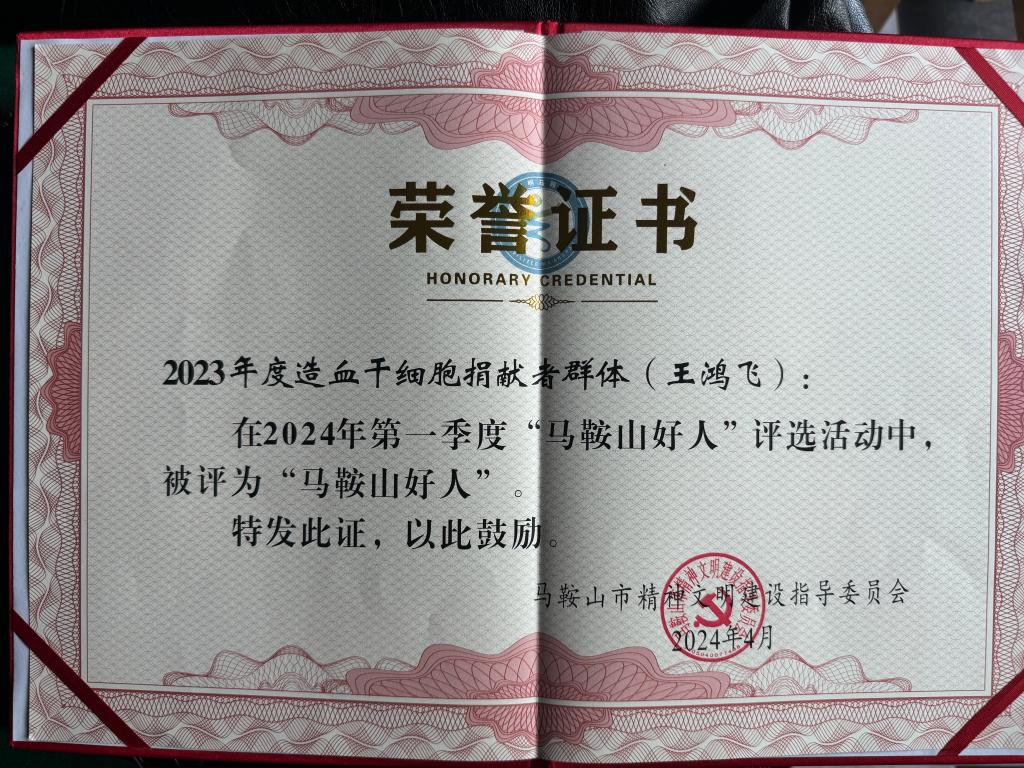 荣誉证书
HONORARY CREDENTIAL
2023年度造血干细胞捐献者群体（王鸿飞）：
在2024年第一季度“马鞍山好人”评选活动中，
被评为“马鞍山好人”。
特发此证，以此鼓励。
马鞍山市精神文明建设指导委员会
2024年4月